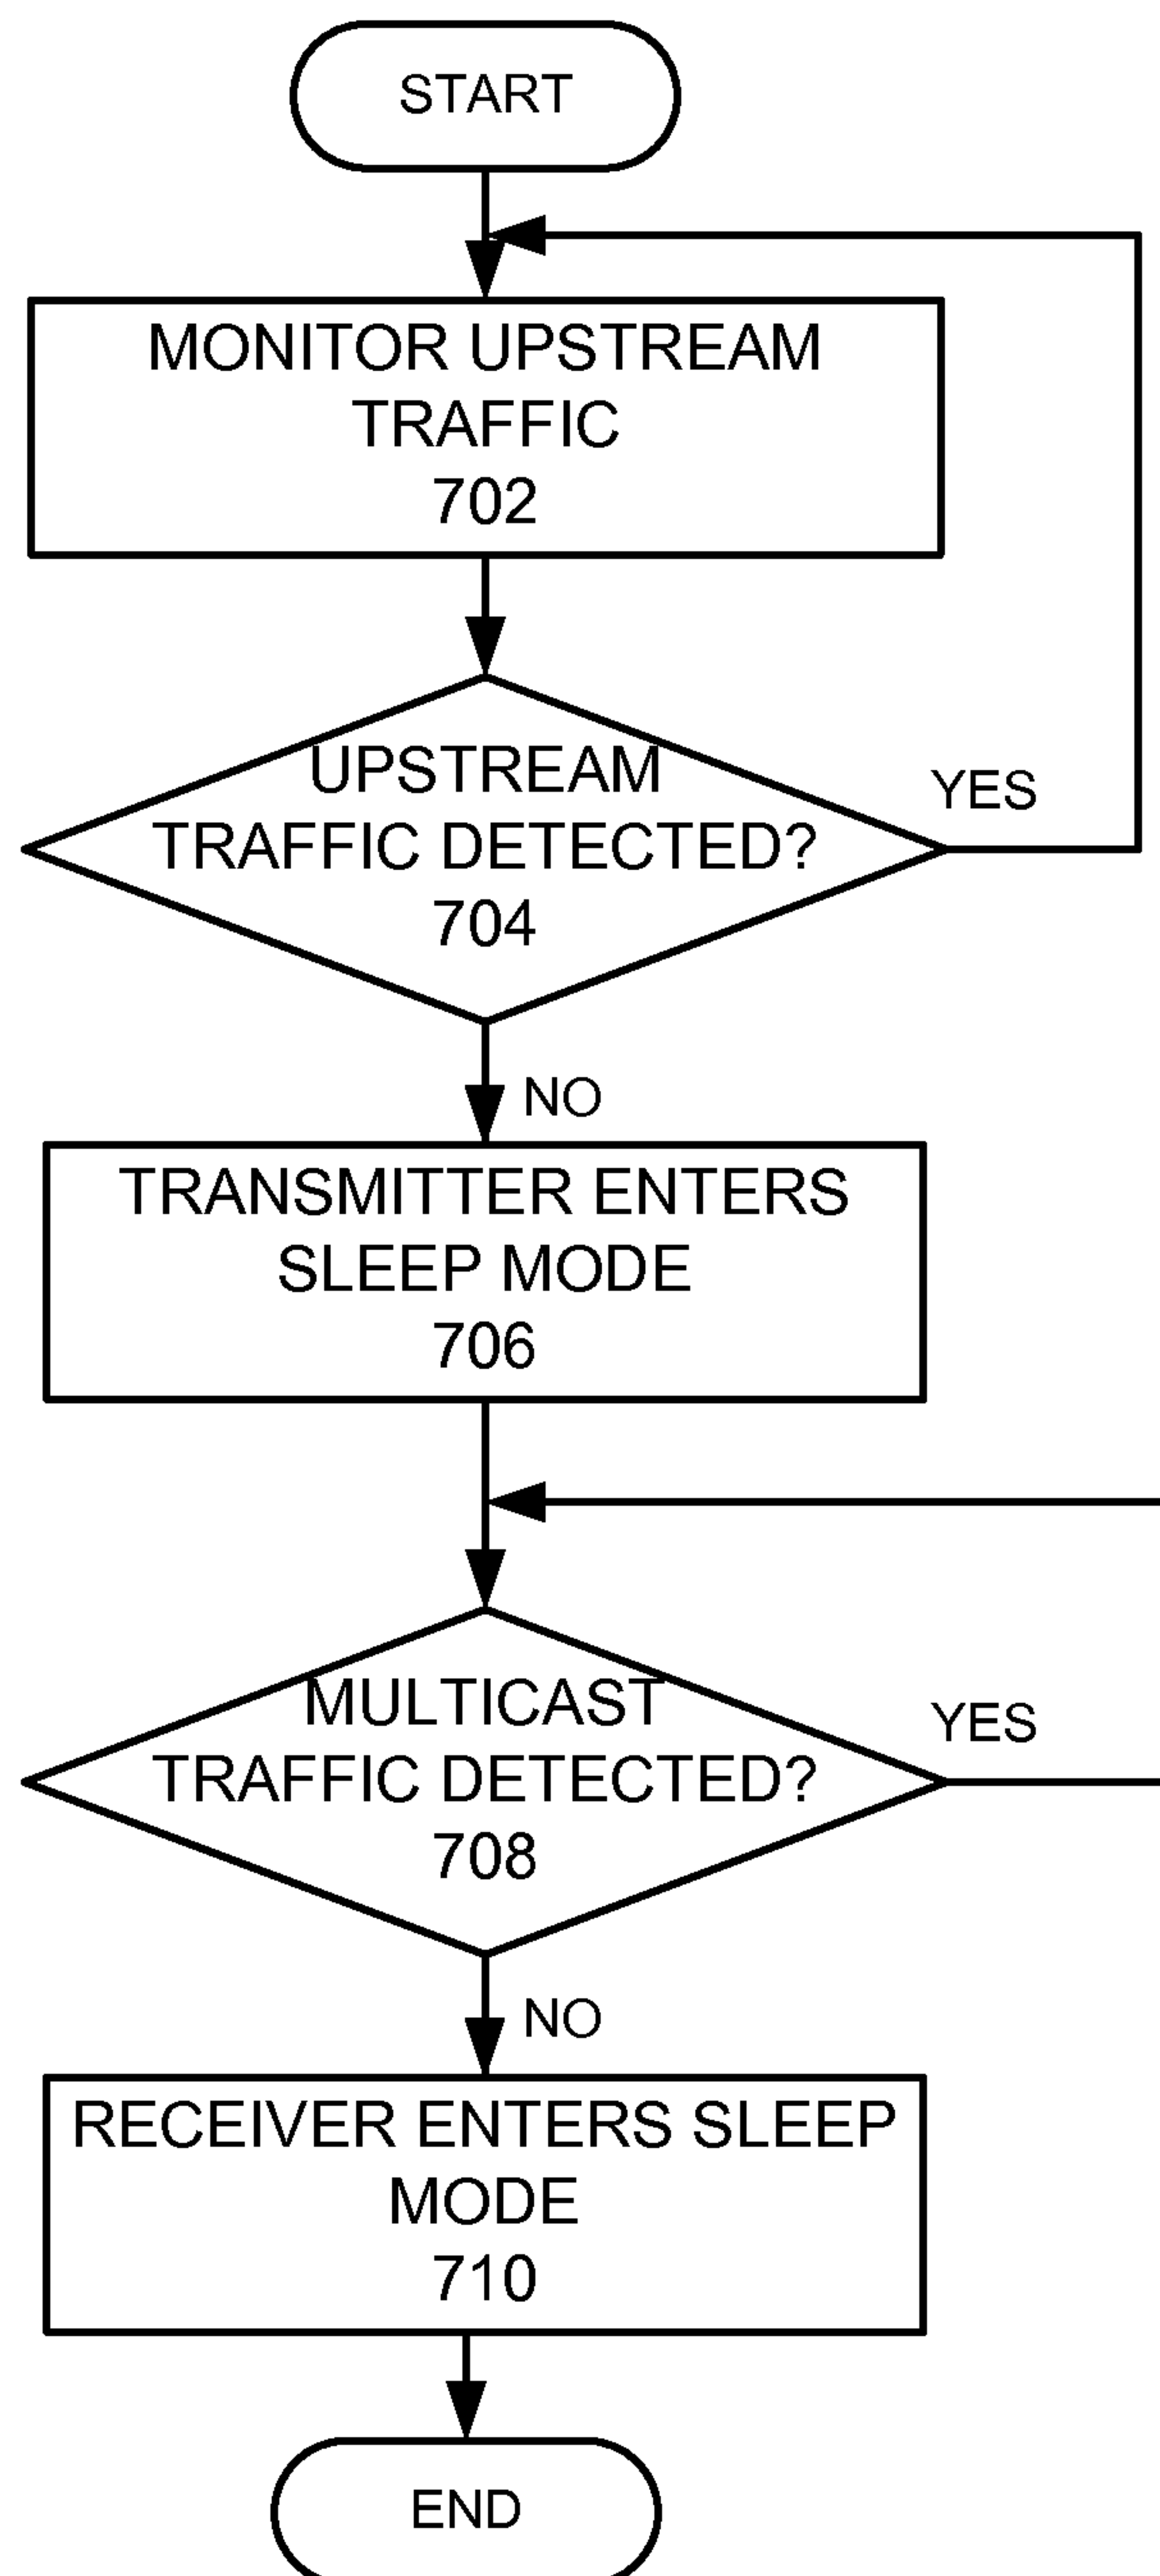 START
MONITOR UPSTREAM
TRAFFIC
702
UPSTREAM
TRAFFIC DETECTED?
704
YES
NO
TRANSMITTER ENTERS
SLEEP MODE
706
MULTICAST
TRAFFIC DETECTED?
708
YES
NO
RECEIVER ENTERS SLEEP
MODE
710
END